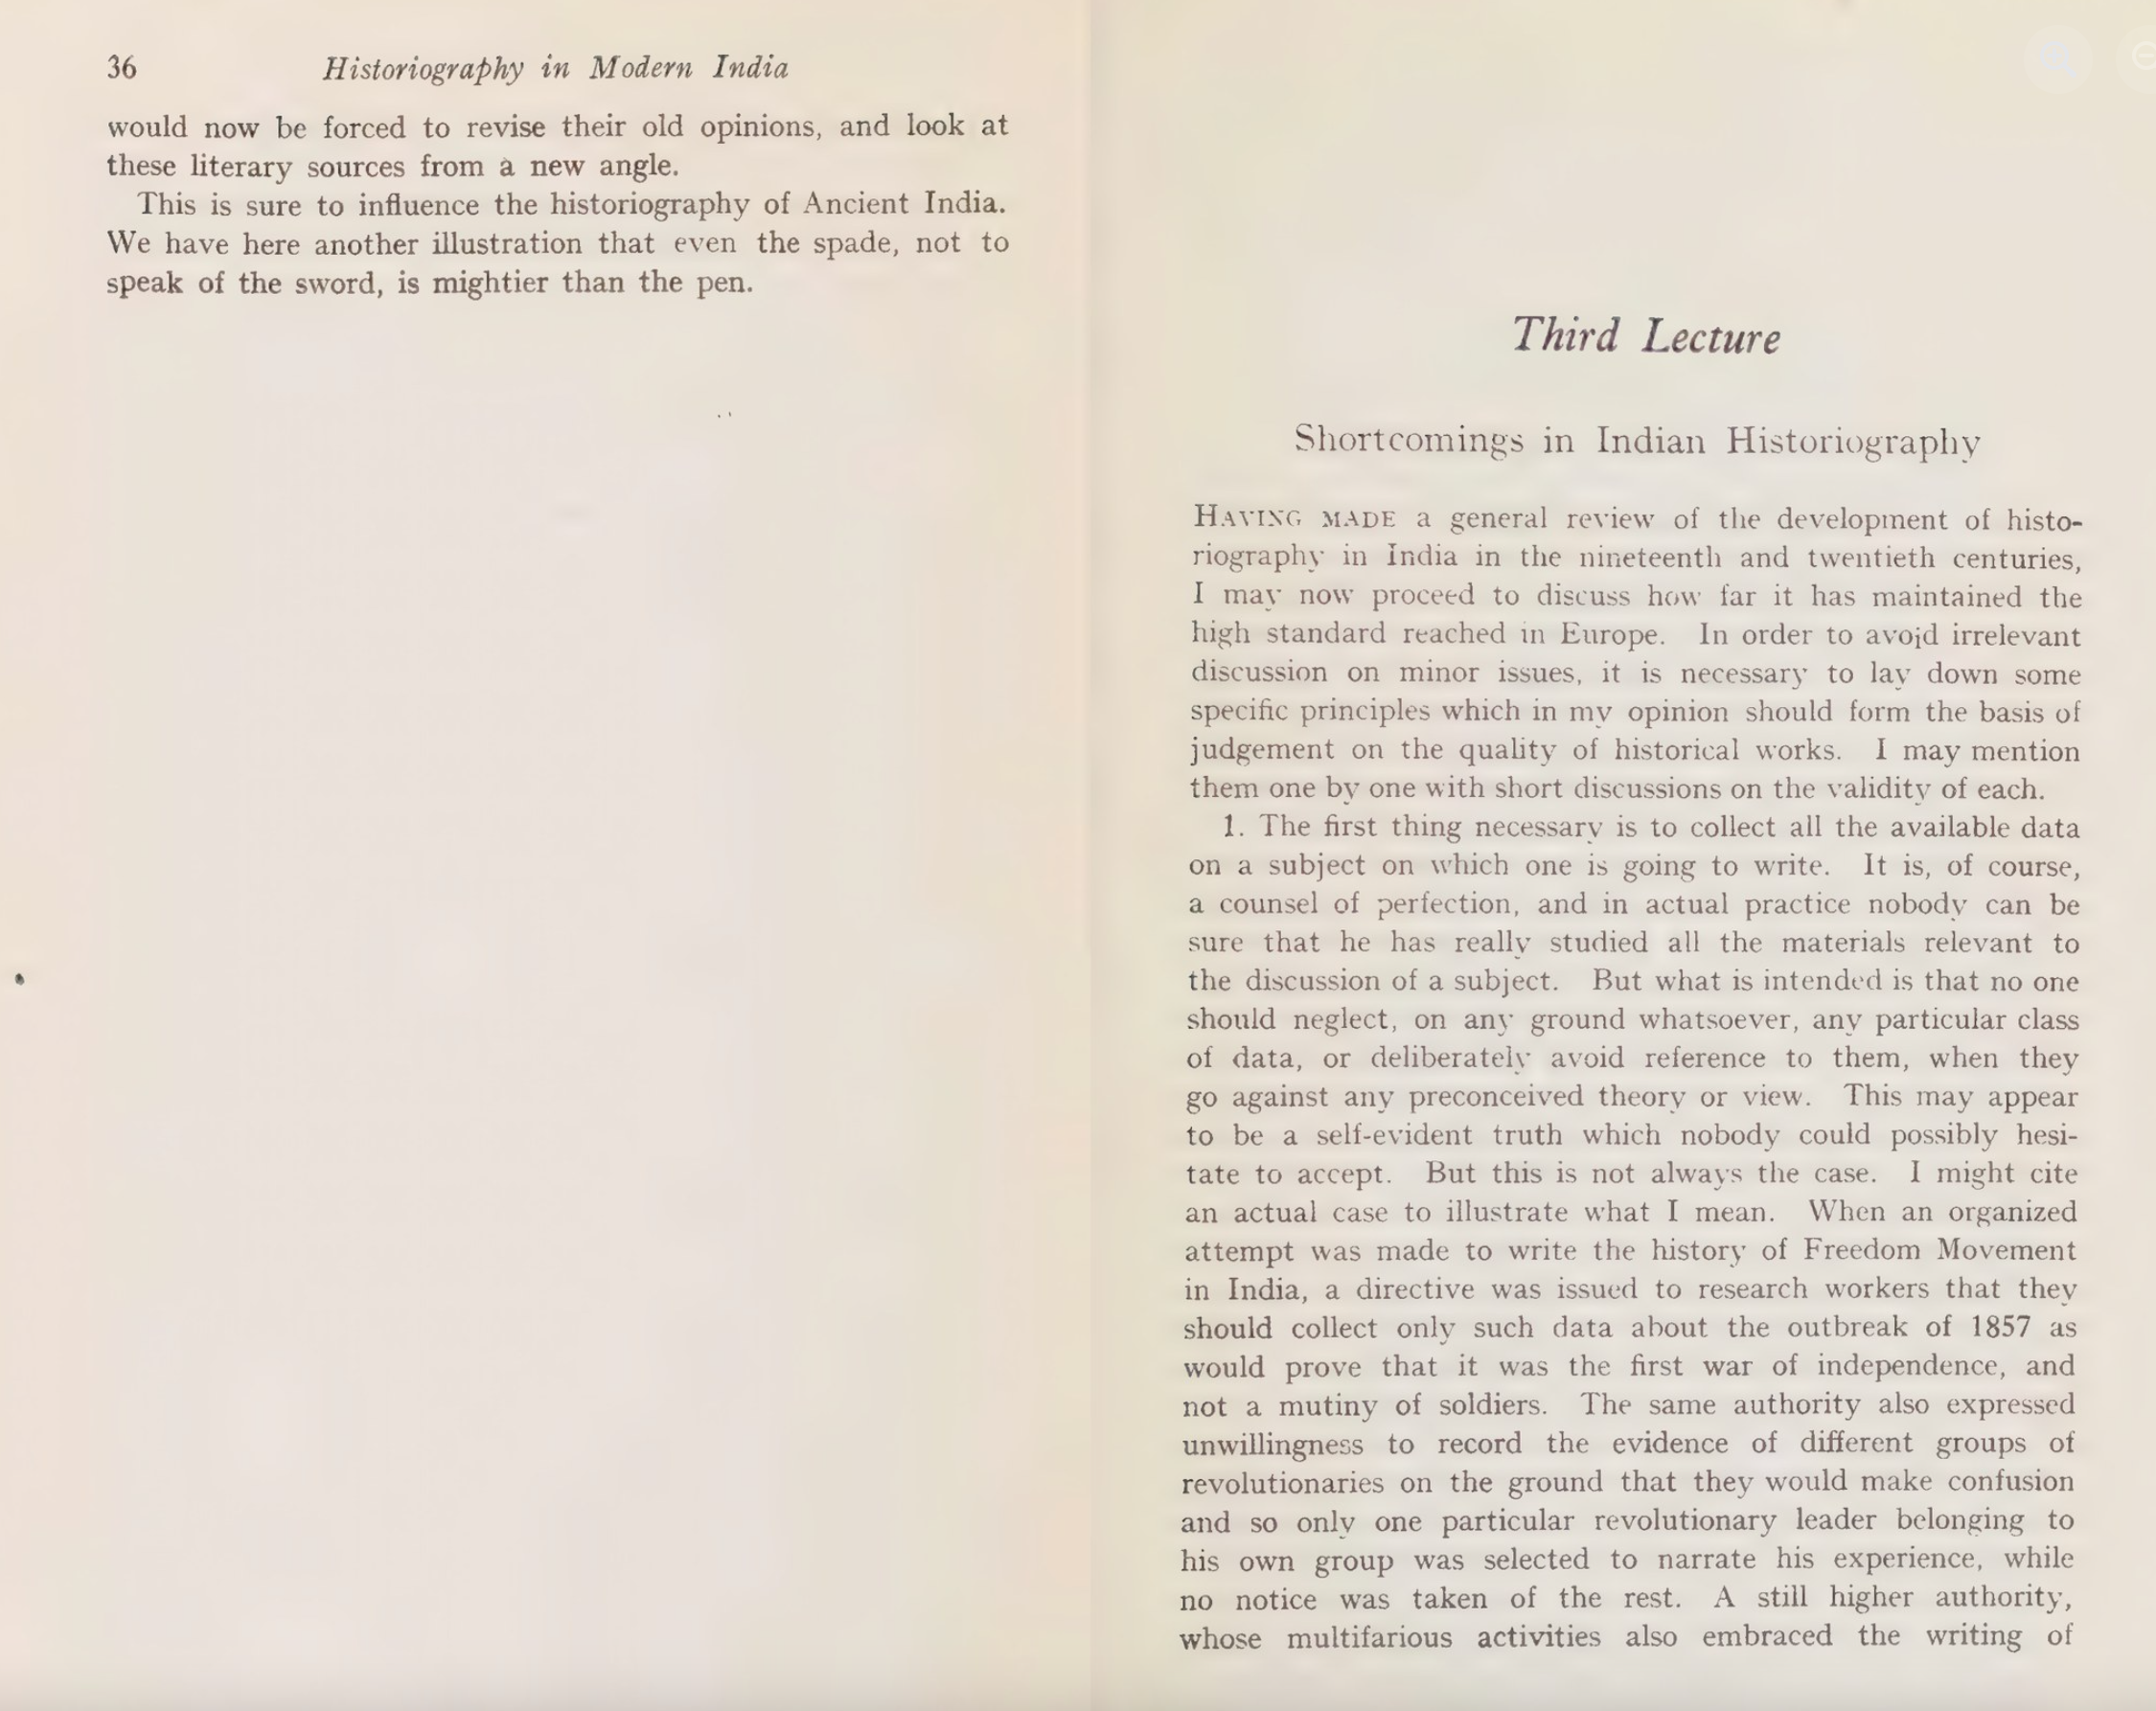 36 Historiography in Modern India
would now be forced to revise their old opinions, and look at
these literary sources from a new angle.
This is sure to influence the historiography of Ancient India.
We have here another illustration that even the spade, not to
speak of the sword, is mightier than the pen.
Third Lecture
Shortcomings in Indian Historiography
HAVING MADE a general review of the development of histo-
riography in India in the nineteenth and twentieth centuries,
I may now proceed to discuss how far it has maintained the
high standard reached in Europe. In order to avoid irrelevant
discussion on minor issues, it is necessary to lay down some
specific principles which in my opinion should form the basis of
judgement on the quality of historical works. I may mention
them one by one with short discussions on the validity of each.
1. The first thing necessary is to collect all the available data
on a subject on which one is going to write. It is, of course,
a counsel of perfection, and in actual practice nobody can be
sure that he has really studied all the materials relevant to
the discussion of a subject. But what is intended is that no one
should neglect, on any ground whatsoever, any particular class
of data, or deliberately avoid reference to them, when they
go against any preconceived theory or view. This may appear
to be a self-evident truth which nobody could possibly hesi-
tate to accept. But this is not always the case. I might cite
an actual case to illustrate what I mean. When an organized
attempt was made to write the history of Freedom Movement
in India, a directive was issued to research workers that they
should collect only such data about the outbreak of 1857 as
would prove that it was the first war of independence, and
not a mutiny of soldiers. The same authority also expressed
unwillingness to record the evidence of different groups of
revolutionaries on the ground that they would make confusion
and so only one particular revolutionary leader belonging to
his own group was selected to narrate his experience, while
no notice was taken of the rest. A still higher authority,
whose multifarious activities also embraced the writing of